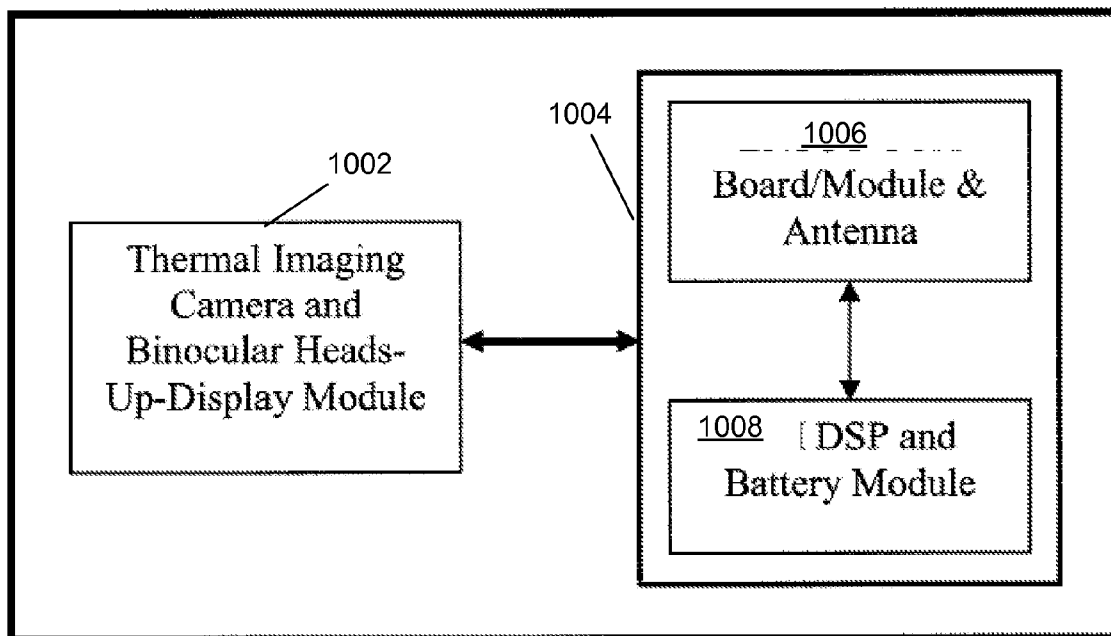 1002
Thermal Imaging
Camera and
Binocular Heads-
Up-Display Module
1004
1006
Board/Module &
Antenna
1008 DSP and
Battery Module